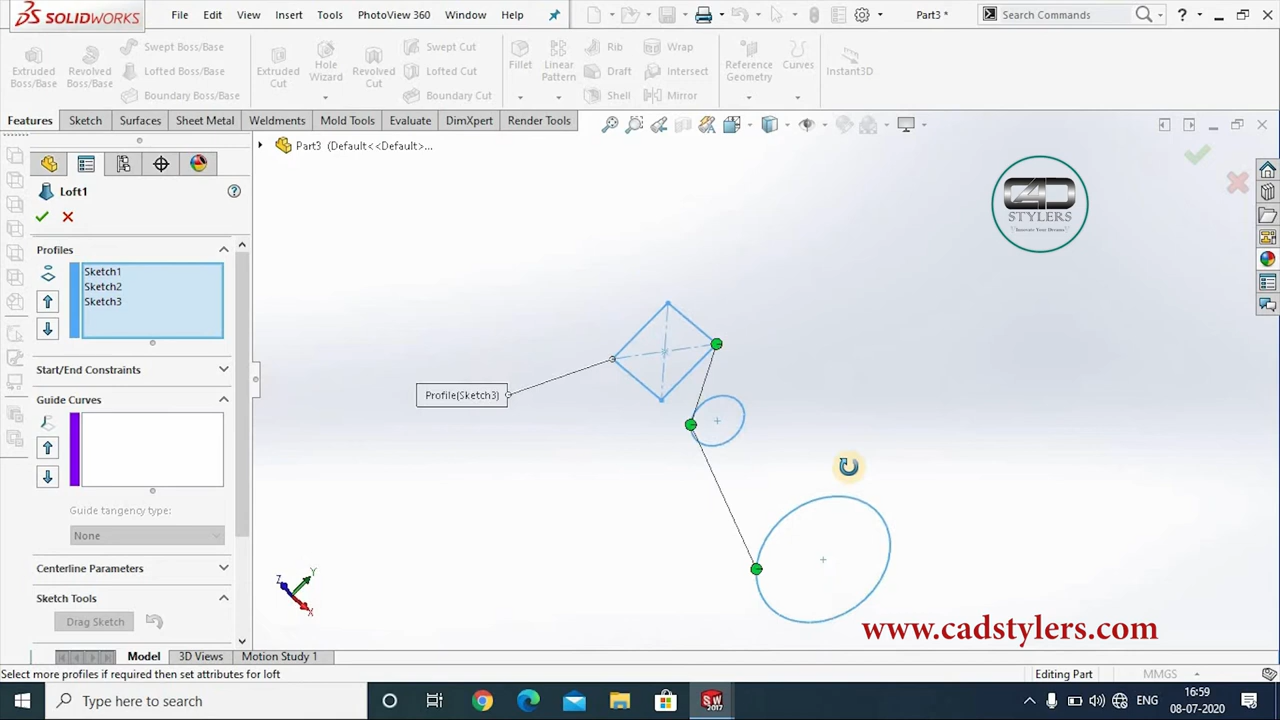 SOLIDWORKS
File Edit View Insert Tools PhotoView 360 Window Help
Part3 *
Search Commands
?
Extruded Boss/Base
Revolved Boss/Base
Swept Boss/Base
Lofted Boss/Base
Boundary Boss/Base
Extruded Cut
Hole Wizard
Revolved Cut
Swept Cut
Lofted Cut
Boundary Cut
Fillet
Linear Pattern
Rib
Draft
Shell
Wrap
Intersect
Mirror
Reference Geometry
Curves
Instant3D
Features Sketch Surfaces Sheet Metal Weldments Mold Tools Evaluate DimXpert Render Tools
Part3 (Default<<Default>...
Loft1
?
Profiles
Sketch1
Sketch2
Sketch3
Start/End Constraints
Guide Curves
Guide tangency type:
None
Centerline Parameters
Sketch Tools
Drag Sketch
Profile(Sketch3)
CAD
STYLERS
Innovate Your Dreams
Z
Y
X
www.cadstylers.com
Model 3D Views Motion Study 1
Select more profiles if required then set attributes for loft
Editing Part
MMGS
Type here to search
SW
2017
ENG
16:59
08-07-2020